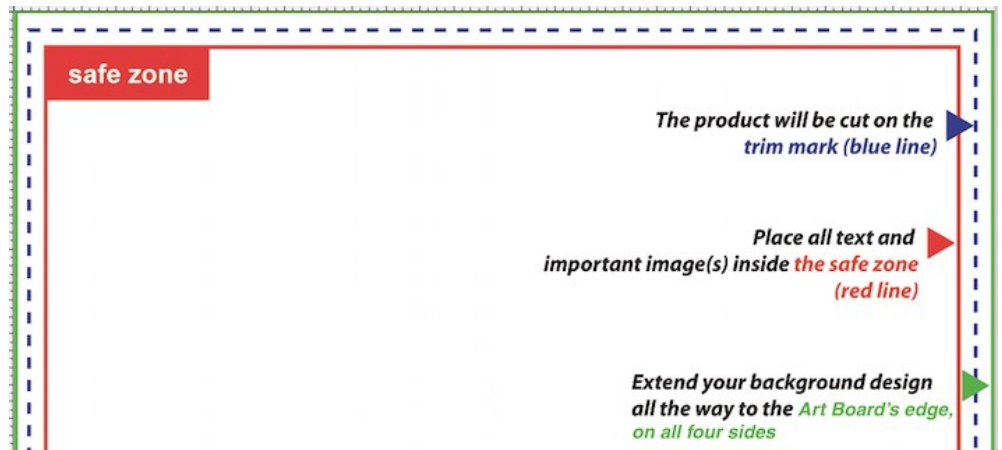 safe zone
The product will be cut on the
trim mark (blue line)
Place all text and
important image(s) inside the safe zone
(red line)
Extend your background design
all the way to the Art Board's edge,
on all four sides